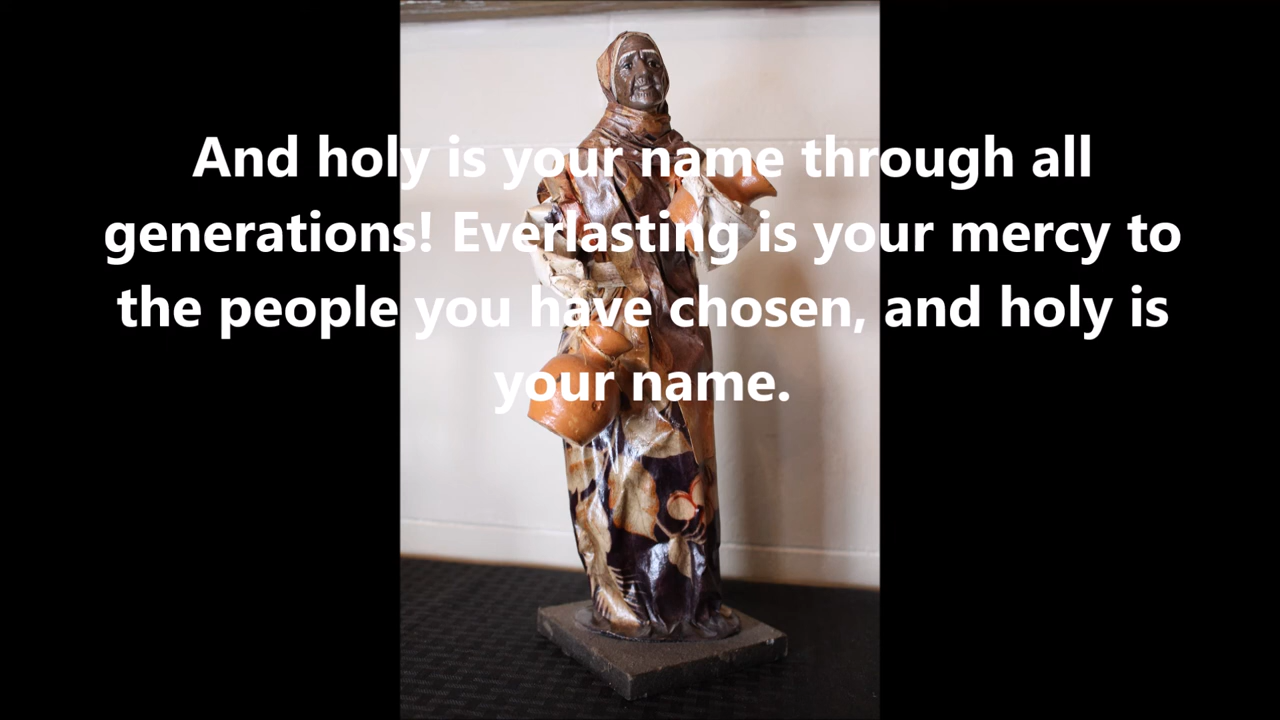 And holy is your name through all
generations! Everlasting is your mercy to
the people you have chosen, and holy is
your name.